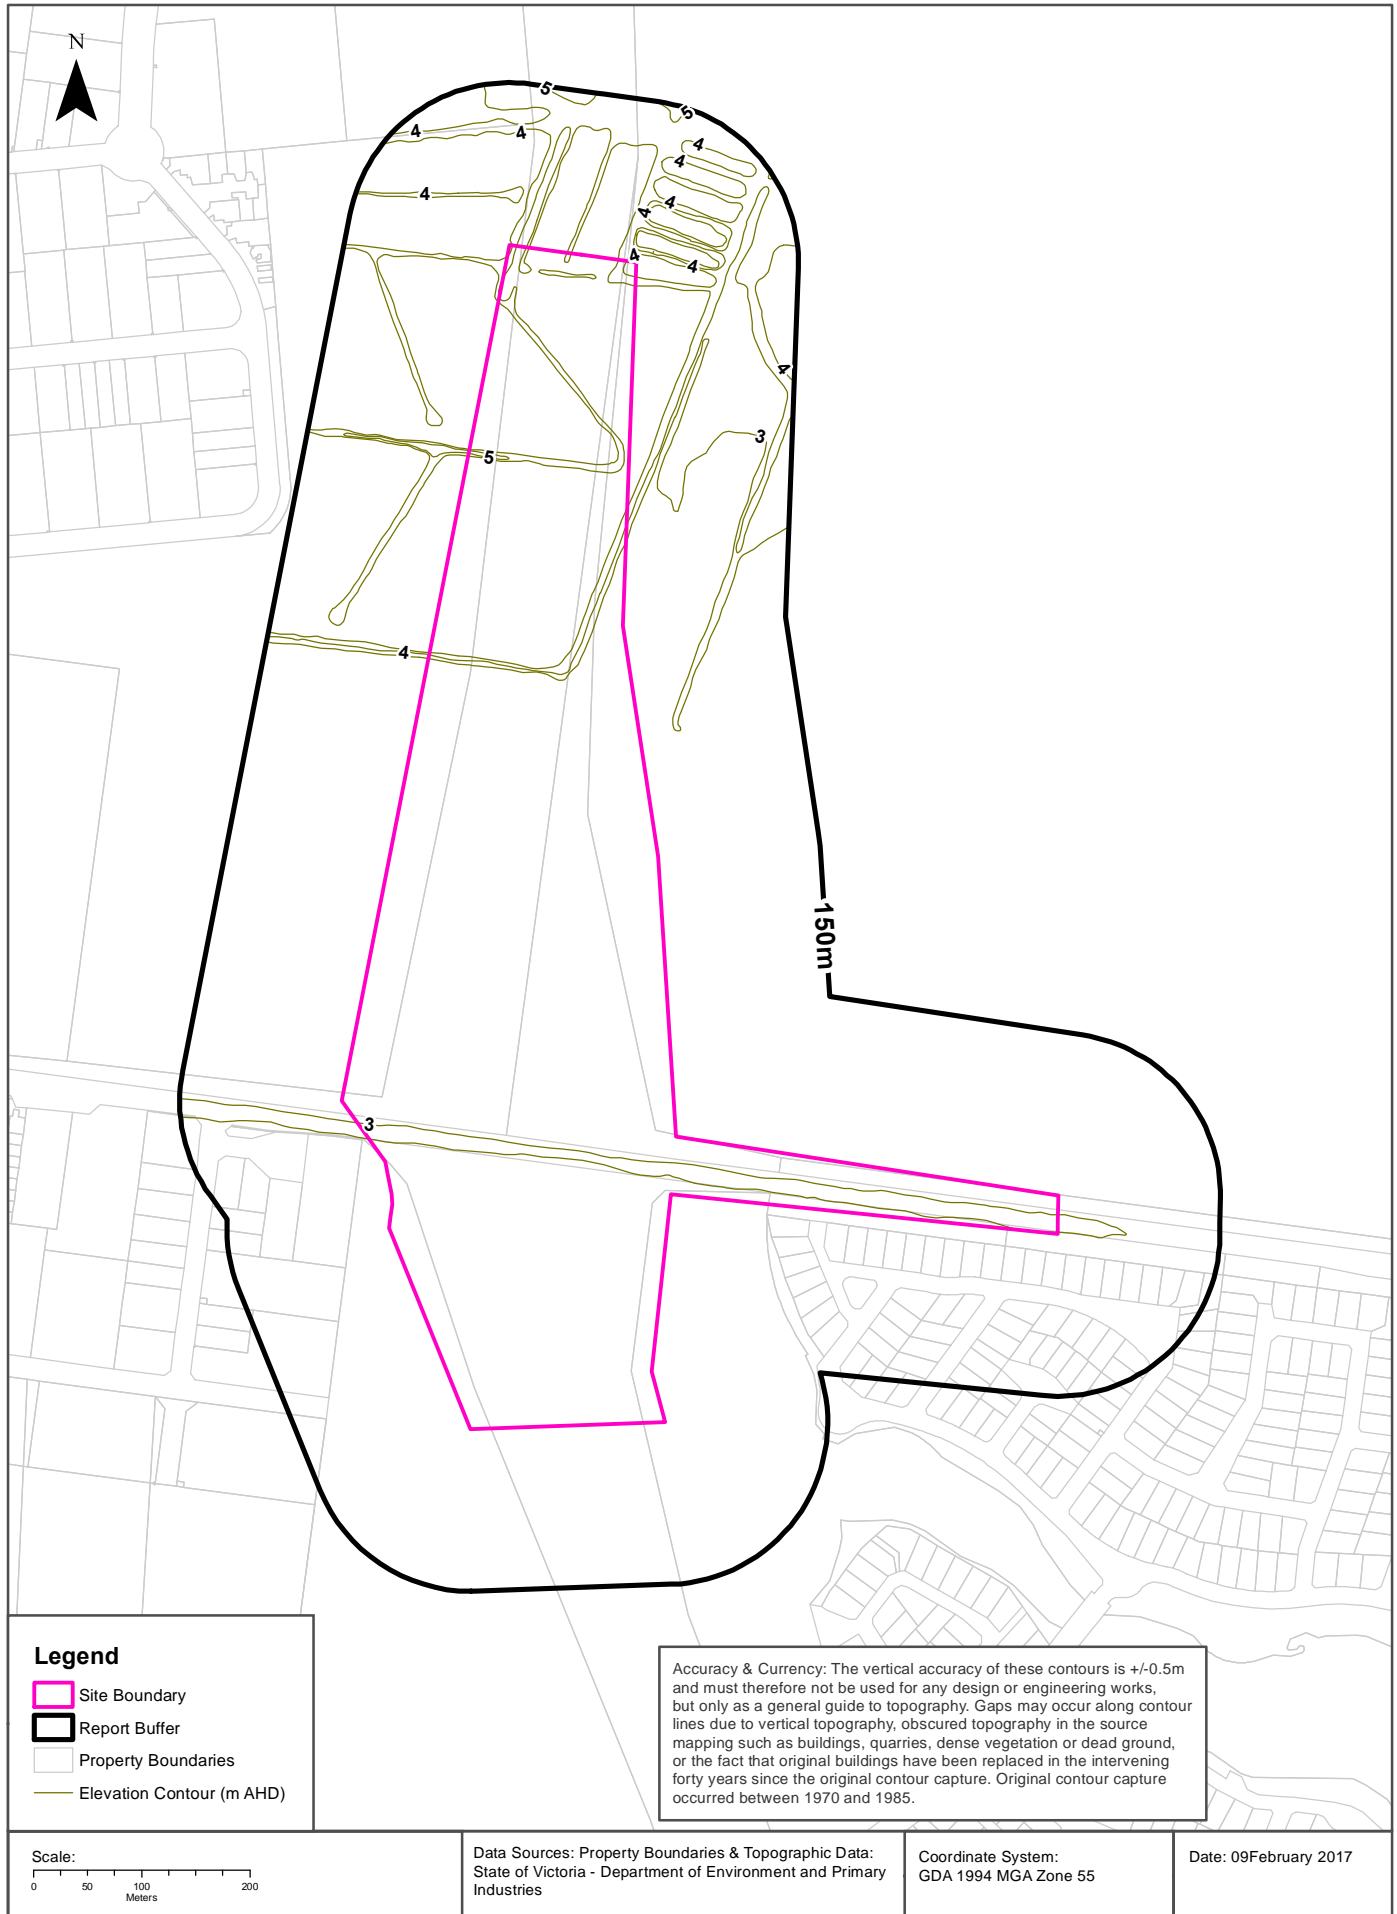 N
5
5
4
4
4
4
4
4
4
4
4
4
3
5
4
150m
3
Legend
Site Boundary
Report Buffer
Property Boundaries
Elevation Contour (m AHD)
Accuracy & Currency: The vertical accuracy of these contours is +/-0.5m
and must therefore not be used for any design or engineering works,
but only as a general guide to topography. Gaps may occur along contour
lines due to vertical topography, obscured topography in the source
mapping such as buildings, quarries, dense vegetation or dead ground,
or the fact that original buildings have been replaced in the intervening
forty years since the original contour capture. Original contour capture
occurred between 1970 and 1985.
Scale:
0 50 100 200
Meters
Data Sources: Property Boundaries & Topographic Data:
State of Victoria - Department of Environment and Primary
Industries
Coordinate System:
GDA 1994 MGA Zone 55
Date: 09February 2017